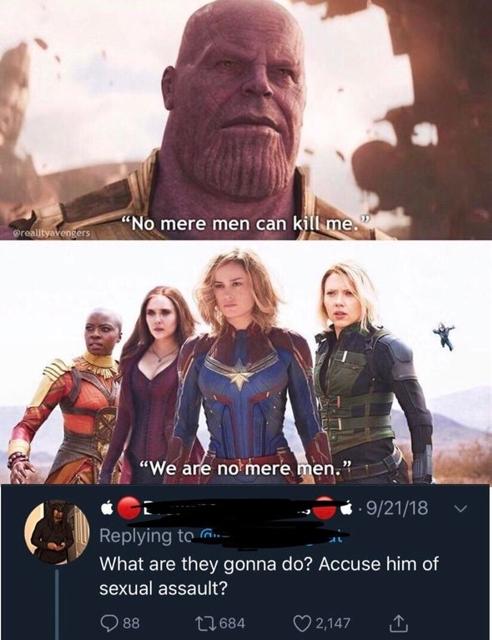 “No mere men can kill me.”
@realityavengers
“We are no mere men.”
· 9/21/18
Replying to
What are they gonna do? Accuse him of
sexual assault?
88 684 2,147